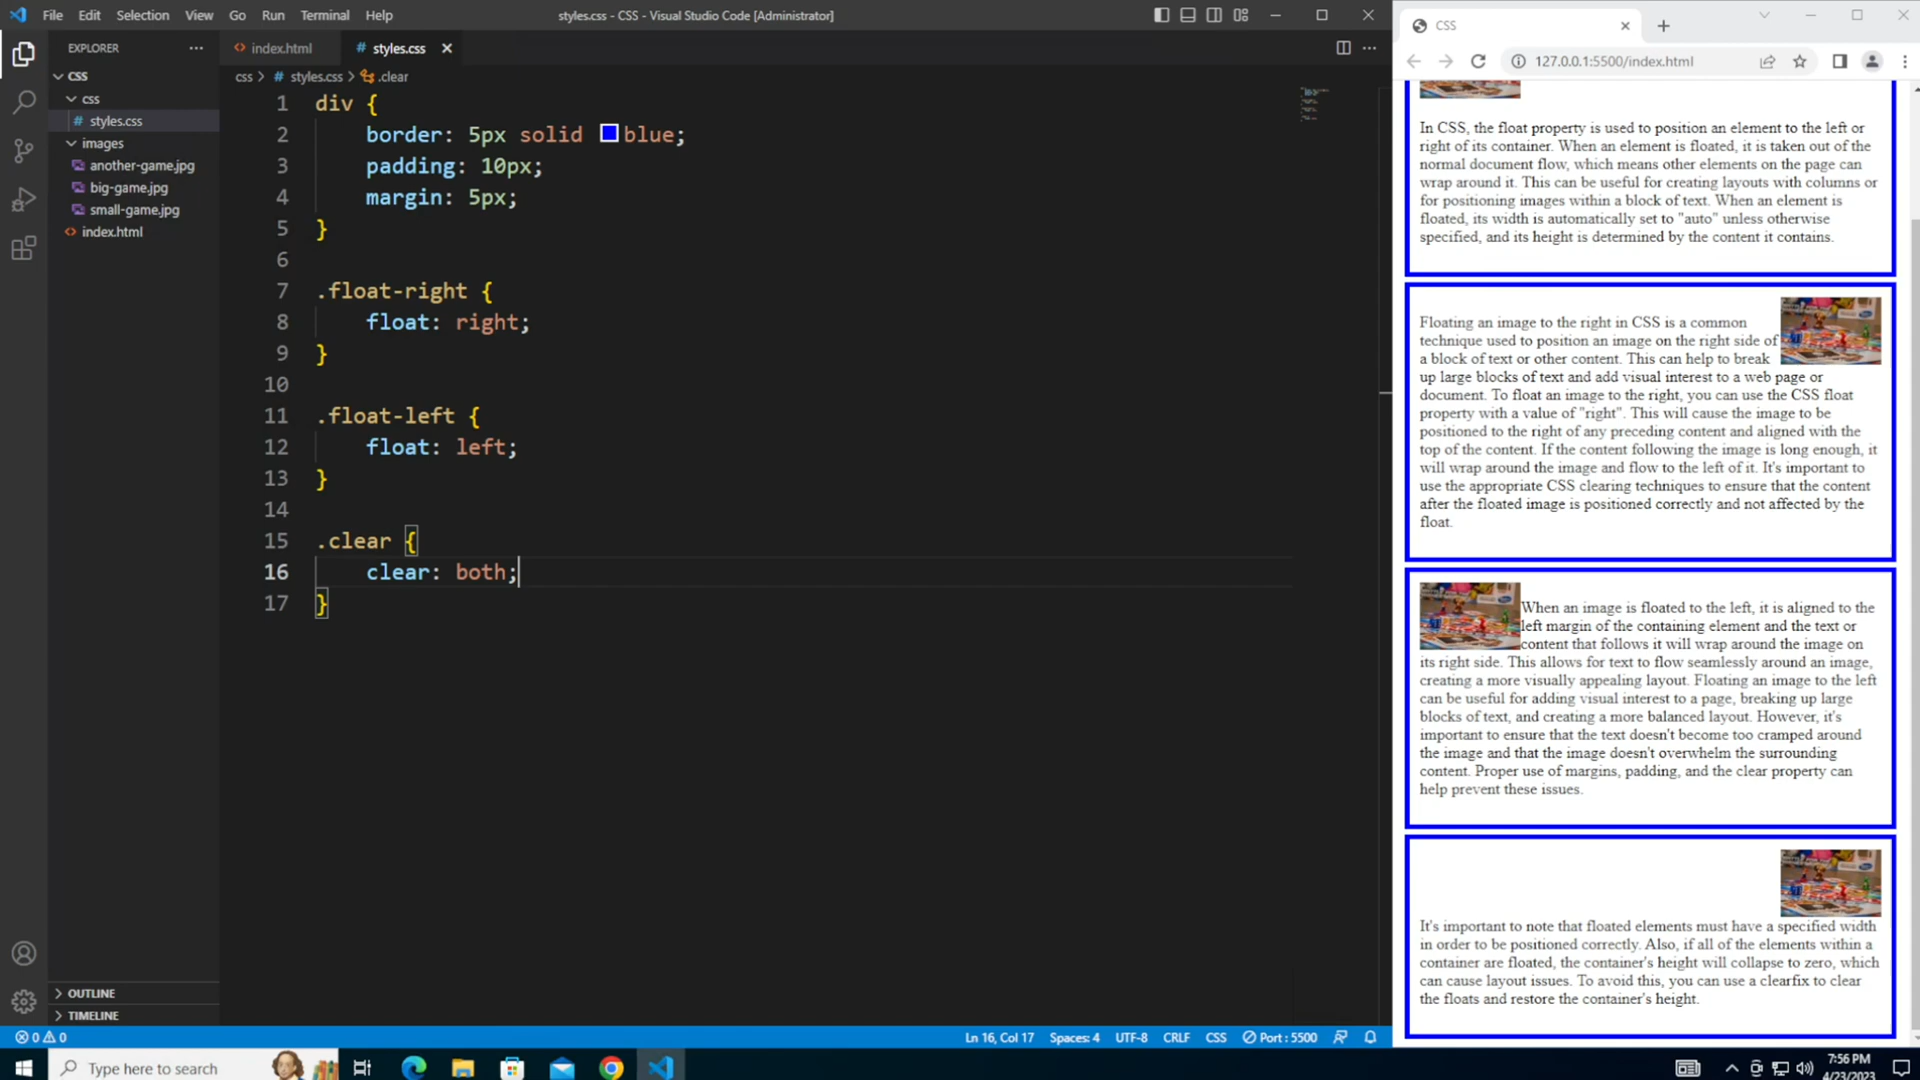 File Edit Selection View Go Run Terminal Help
styles.css - CSS - Visual Studio Code [Administrator]
EXPLORER
CSS
css
# styles.css
images
another-game.jpg
big-game.jpg
small-game.jpg
<> index.html
OUTLINE
TIMELINE
<> index.html
# styles.css
css > # styles.css > .clear
1 div {
2 border: 5px solid blue;
3 padding: 10px;
4 margin: 5px;
5 }
6
7 .float-right {
8 float: right;
9 }
10
11 .float-left {
12 float: left;
13 }
14
15 .clear {
16 clear: both;
17 }
0 0
Ln 16, Col 17 Spaces: 4 UTF-8 CRLF CSS Port : 5500
Type here to search
7:56 PM
4/23/2023
CSS
127.0.0.1:5500/index.html
In CSS, the float property is used to position an element to the left or
right of its container. When an element is floated, it is taken out of the
normal document flow, which means other elements on the page can
wrap around it. This can be useful for creating layouts with columns or
for positioning images within a block of text. When an element is
floated, its width is automatically set to "auto" unless otherwise
specified, and its height is determined by the content it contains.
Floating an image to the right in CSS is a common
technique used to position an image on the right side of
a block of text or other content. This can help to break
up large blocks of text and add visual interest to a web page or
document. To float an image to the right, you can use the CSS float
property with a value of "right". This will cause the image to be
positioned to the right of any preceding content and aligned with the
top of the content. If the content following the image is long enough, it
will wrap around the image and flow to the left of it. It's important to
use the appropriate CSS clearing techniques to ensure that the content
after the floated image is positioned correctly and not affected by the
float.
When an image is floated to the left, it is aligned to the
left margin of the containing element and the text or
content that follows it will wrap around the image on
its right side. This allows for text to flow seamlessly around an image,
creating a more visually appealing layout. Floating an image to the left
can be useful for adding visual interest to a page, breaking up large
blocks of text, and creating a more balanced layout. However, it's
important to ensure that the text doesn't become too cramped around
the image and that the image doesn't overwhelm the surrounding
content. Proper use of margins, padding, and the clear property can
help prevent these issues.
It's important to note that floated elements must have a specified width
in order to be positioned correctly. Also, if all of the elements within a
container are floated, the container's height will collapse to zero, which
can cause layout issues. To avoid this, you can use a clearfix to clear
the floats and restore the container's height.